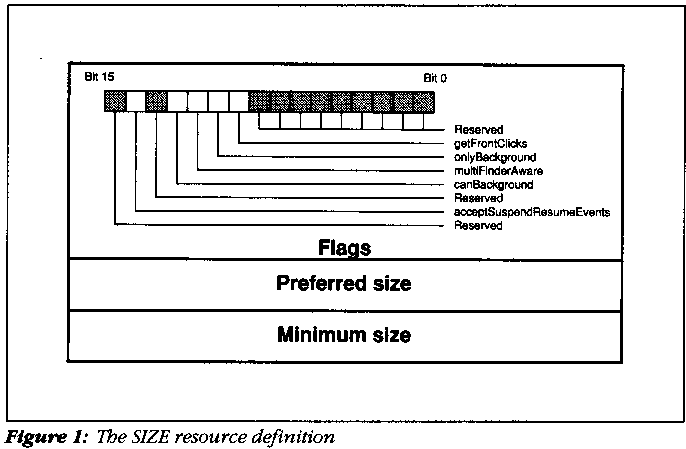 Bit 15 Bit 0
Reserved
getFrontClicks
onlyBackground
multiFinderAware
canBackground
Reserved
acceptSuspendResumeEvents
Reserved
Flags
Preferred size
Minimum size
Figure 1: The SIZE resource definition